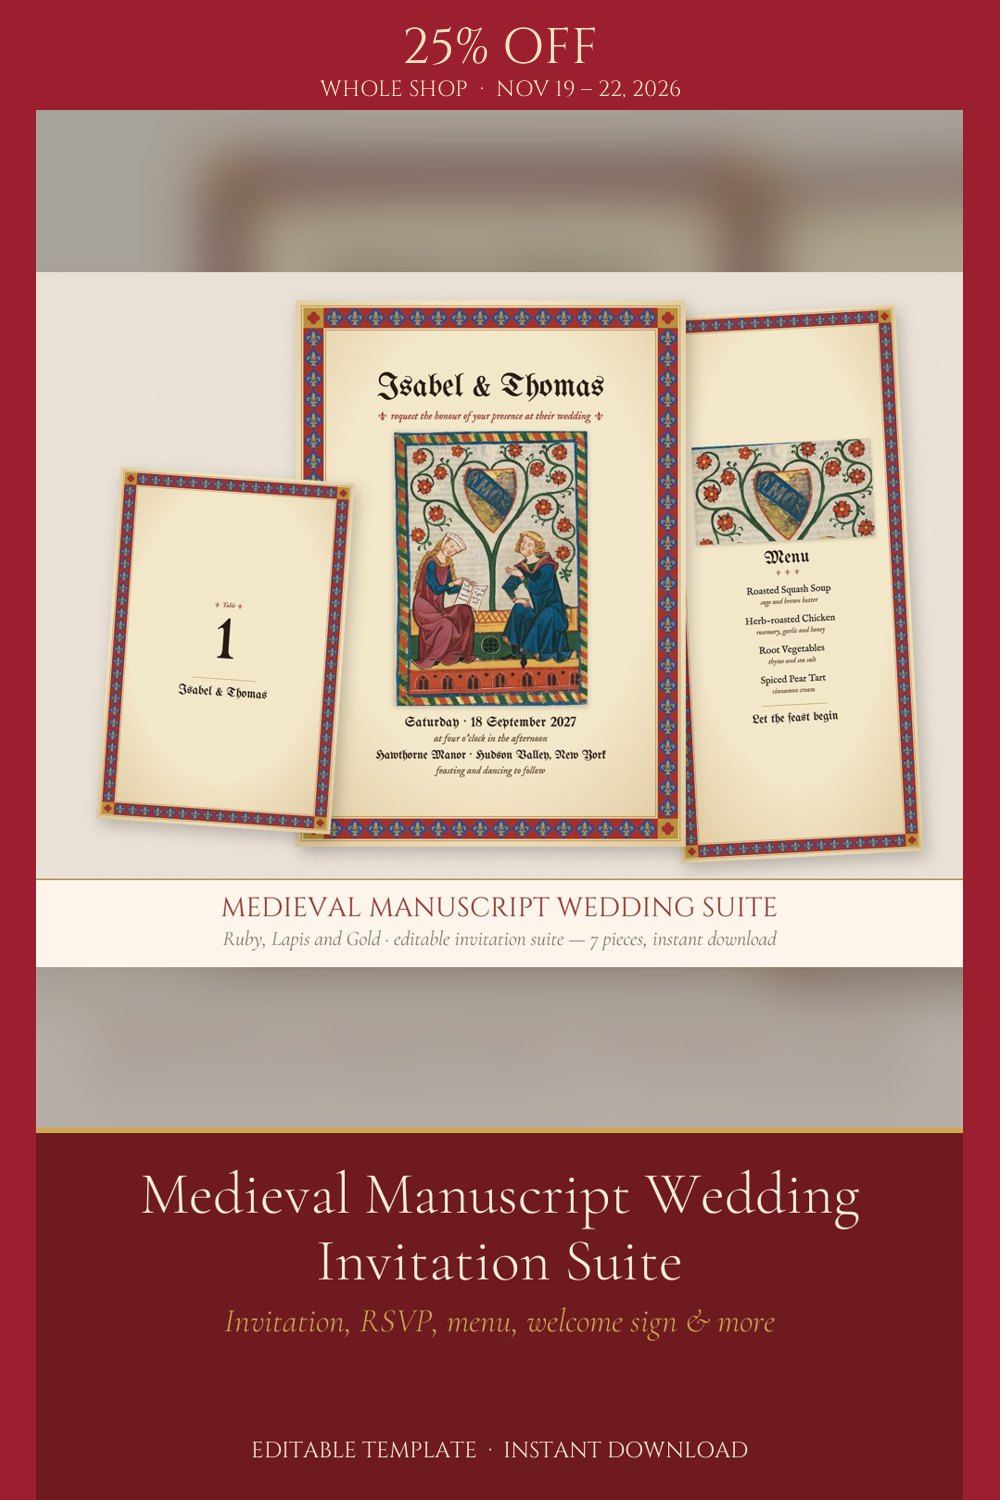 25% OFF
WHOLE SHOP · NOV 19 – 22, 2026
Isabel & Thomas
request the honour of your presence at their wedding
AMOR
Saturday · 18 September 2027
at four o'clock in the afternoon
Hawthorne Manor · Hudson Valley, New York
feasting and dancing to follow
Table
1
Isabel & Thomas
Menu
Roasted Squash Soup
sage and brown butter
Herb-roasted Chicken
rosemary, garlic and honey
Root Vegetables
thyme and sea salt
Spiced Pear Tart
cinnamon cream
Let the feast begin
MEDIEVAL MANUSCRIPT WEDDING SUITE
Ruby, Lapis and Gold · editable invitation suite — 7 pieces, instant download
Medieval Manuscript Wedding
Invitation Suite
Invitation, RSVP, menu, welcome sign & more
EDITABLE TEMPLATE · INSTANT DOWNLOAD